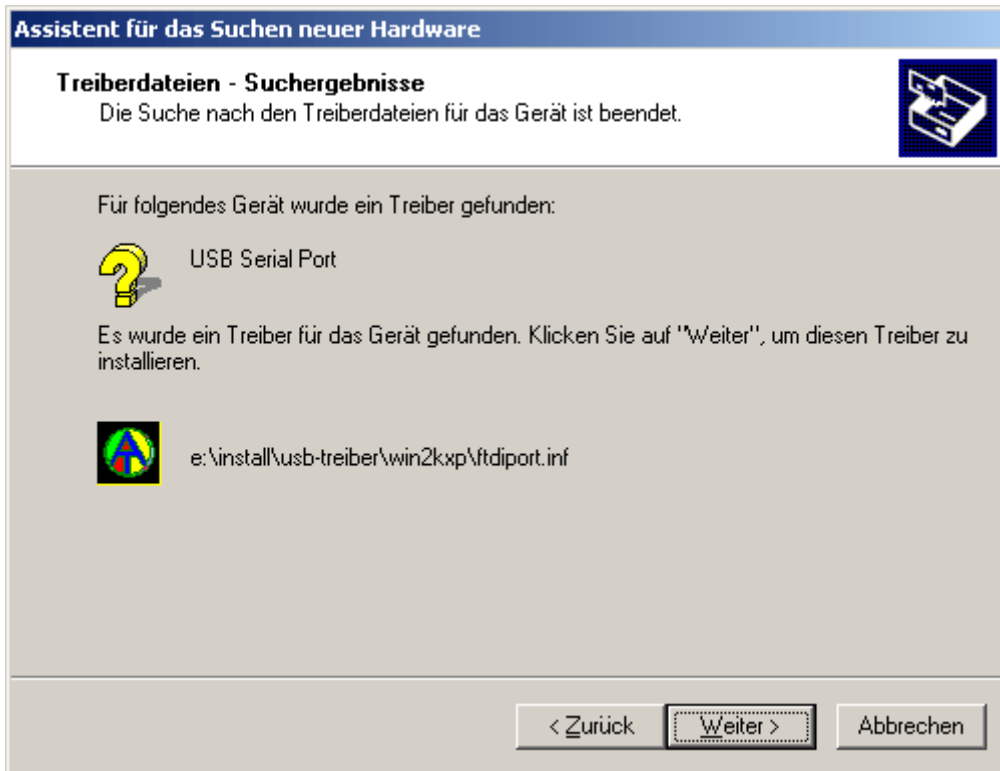 Assistent für das Suchen neuer Hardware
Treiberdateien - Suchergebnisse
Die Suche nach den Treiberdateien für das Gerät ist beendet.
Für folgendes Gerät wurde ein Treiber gefunden:
USB Serial Port
Es wurde ein Treiber für das Gerät gefunden. Klicken Sie auf "Weiter", um diesen Treiber zu
installieren.
e:\install\usb-treiber\win2kxp\ftdiport.inf
< Zurück Weiter > Abbrechen